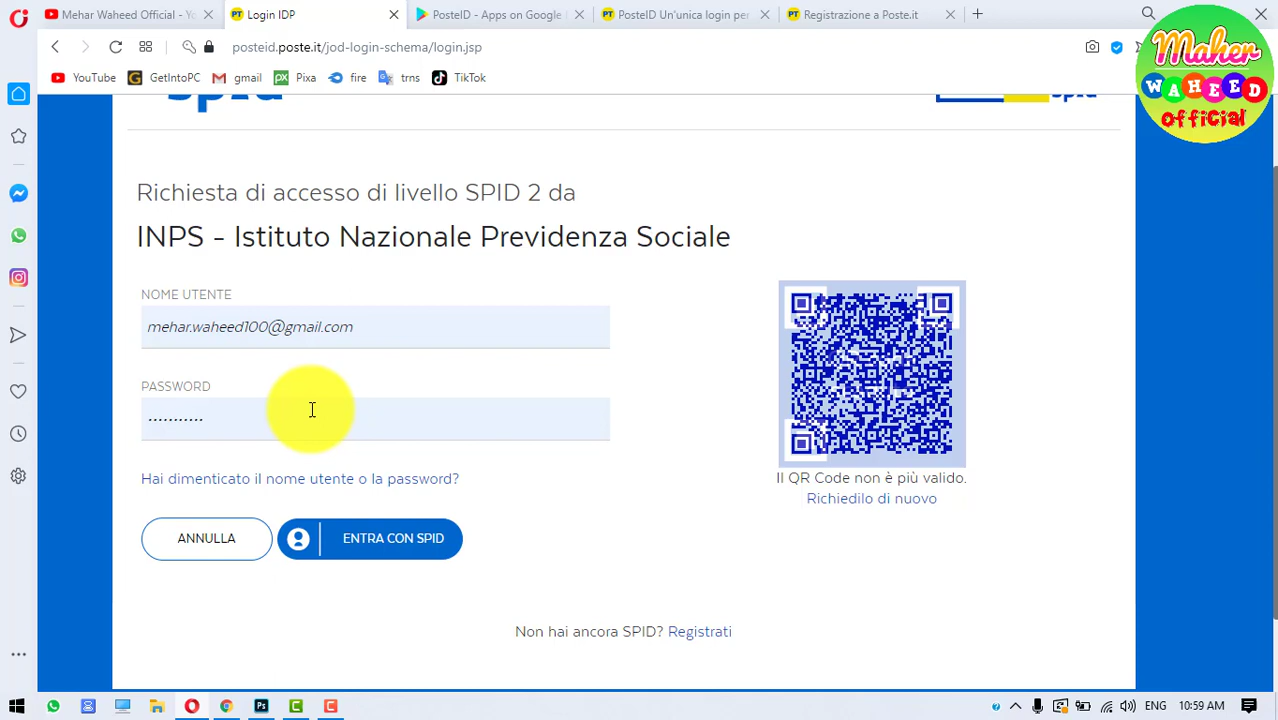 Mehar Waheed Official - Yo
Login IDP
PosteID - Apps on Google
PosteID Un'unica login per
Registrazione a Poste.it
posteid.poste.it/jod-login-schema/login.jsp
YouTube
GetIntoPC
gmail
Pixa
fire
trns
TikTok
Maher
WAHEED
Official
spid
spid
Richiesta di accesso di livello SPID 2 da
INPS - Istituto Nazionale Previdenza Sociale
NOME UTENTE
mehar.waheed100@gmail.com
PASSWORD
...........
Hai dimenticato il nome utente o la password?
Il QR Code non è più valido.
Richiedilo di nuovo
ANNULLA
ENTRA CON SPID
Non hai ancora SPID? Registrati
ENG
10:59 AM